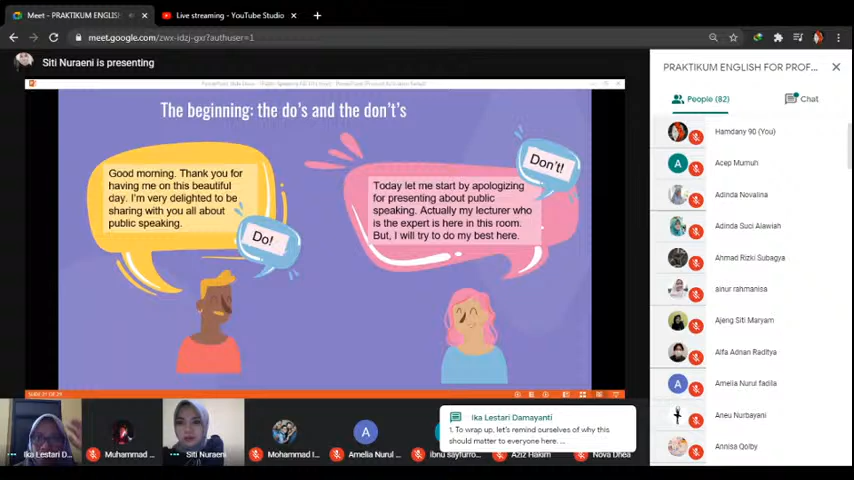 Meet - PRAKTIKUM ENGLISH
Live streaming - YouTube Studio
meet.google.com/zwx-idzj-gxr?authuser=1
Siti Nuraeni is presenting
The beginning: the do's and the don't's
Good morning. Thank you for
having me on this beautiful
day. I'm very delighted to be
sharing with you all about
public speaking.
Do!
Today let me start by apologizing
for presenting about public
speaking. Actually my lecturer who
is the expert is here in this room.
But, I will try to do my best here.
Don't!
PRAKTIKUM ENGLISH FOR PROF...
People (82)
Chat
Hamdany 90 (You)
Acep Mumuh
Adinda Novalina
Adinda Suci Alawiah
Ahmad Rizki Subagya
ainur rahmanisa
Ajeng Siti Maryam
Alfa Adnan Raditya
Amelia Nurul fadila
Aneu Nurbayani
Annisa Qolby
Ika Lestari Damayanti
1. To wrap up, let's remind ourselves of why this
should matter to everyone here. ...
Ika Lestari D...
Muhammad ...
Siti Nuraeni
Mohammad I...
Amelia Nurul ...
ibnu sayfurro...
Aziz Hakim
Nova Dhea